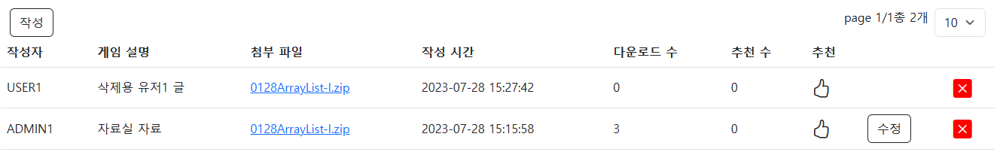 작성
page 1/1총 2개 10
작성자 게임 설명 첨부 파일 작성 시간 다운로드 수 추천 수 추천
USER1 삭제용 유저1 글 0128ArrayList-I.zip 2023-07-28 15:27:42 0 0
ADMIN1 자료실 자료 0128ArrayList-I.zip 2023-07-28 15:15:58 3 0 수정